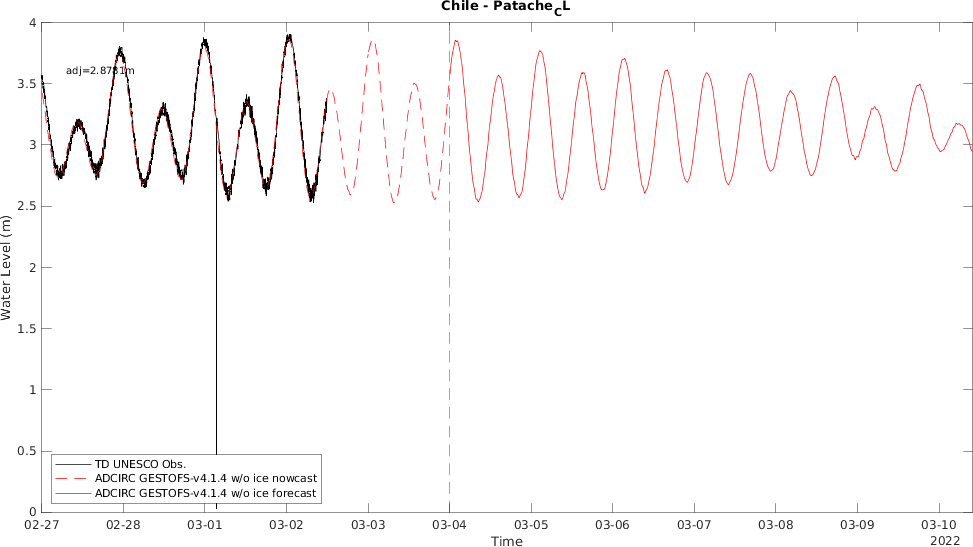 Chile - Patache_CL
4
3.5
3
2.5
2
1.5
1
0.5
0
Water Level (m)
adj=2.8781m
TD UNESCO Obs.
ADCIRC GESTOFS-v4.1.4 w/o ice nowcast
ADCIRC GESTOFS-v4.1.4 w/o ice forecast
02-27 02-28 03-01 03-02 03-03 03-04 03-05 03-06 03-07 03-08 03-09 03-10
Time
2022